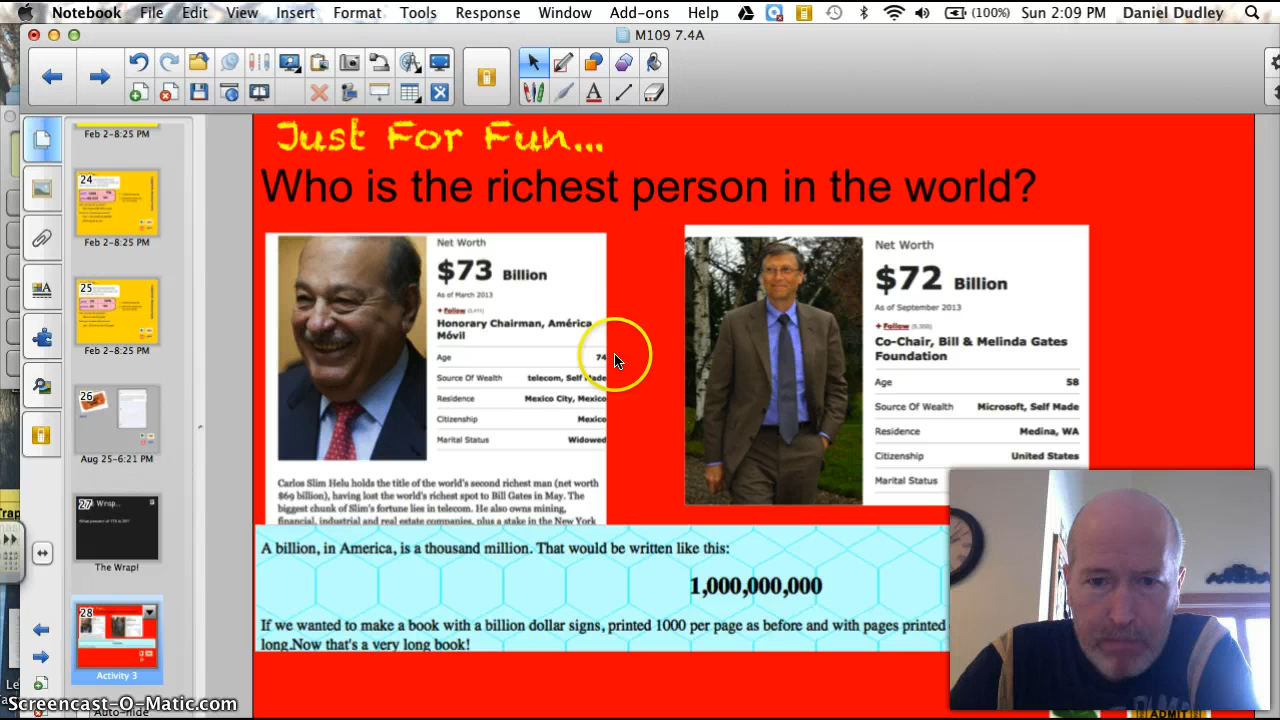 Notebook File Edit View Insert Format Tools Response Window Add-ons Help (100%) Sun 2:09 PM Daniel Dudley
M109 7.4A
Just For Fun...
Who is the richest person in the world?
Net Worth
$73 Billion
As of March 2013
+ Follow
Honorary Chairman, América
Móvil
Age 74
Source Of Wealth telecom, Self Made
Residence Mexico City, Mexico
Citizenship Mexico
Marital Status Widowed
Carlos Slim Helu holds the title of the world's second richest man (net worth
$69 billion), having lost the world's richest spot to Bill Gates in May. The
biggest chunk of Slim's fortune lies in telecom. He also owns mining,
financial, industrial and real estate companies, plus a stake in the New York
Net Worth
$72 Billion
As of September 2013
+ Follow
Co-Chair, Bill & Melinda Gates
Foundation
Age 58
Source Of Wealth Microsoft, Self Made
Residence Medina, WA
Citizenship United States
Marital Status
A billion, in America, is a thousand million. That would be written like this:
1,000,000,000
If we wanted to make a book with a billion dollar signs, printed 1000 per page as before and with pages printed
long.Now that's a very long book!
Feb 2-8:25 PM
24
Feb 2-8:25 PM
25
Feb 2-8:25 PM
26
Aug 25-6:21 PM
27
Wrap...
The Wrap!
28
Activity 3
Auto-hide
Screencast-O-Matic.com
ADMIT